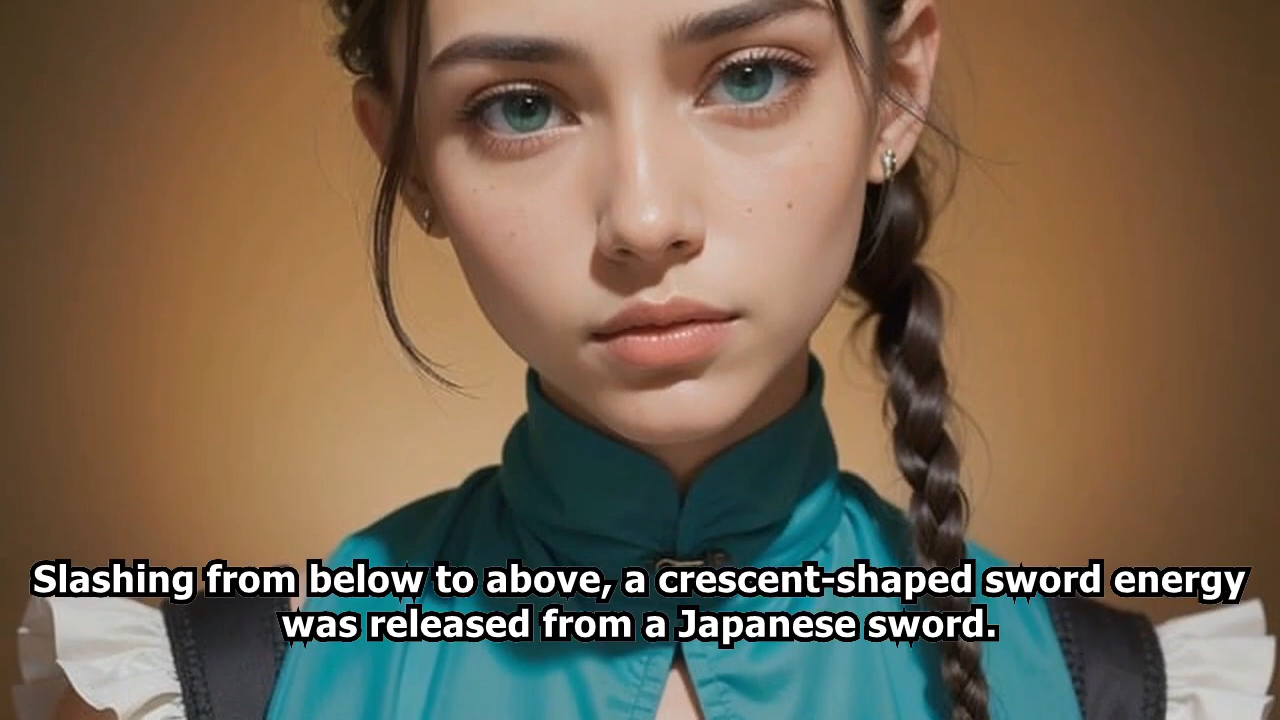 Slashing from below to above, a crescent-shaped sword energy
was released from a Japanese sword.